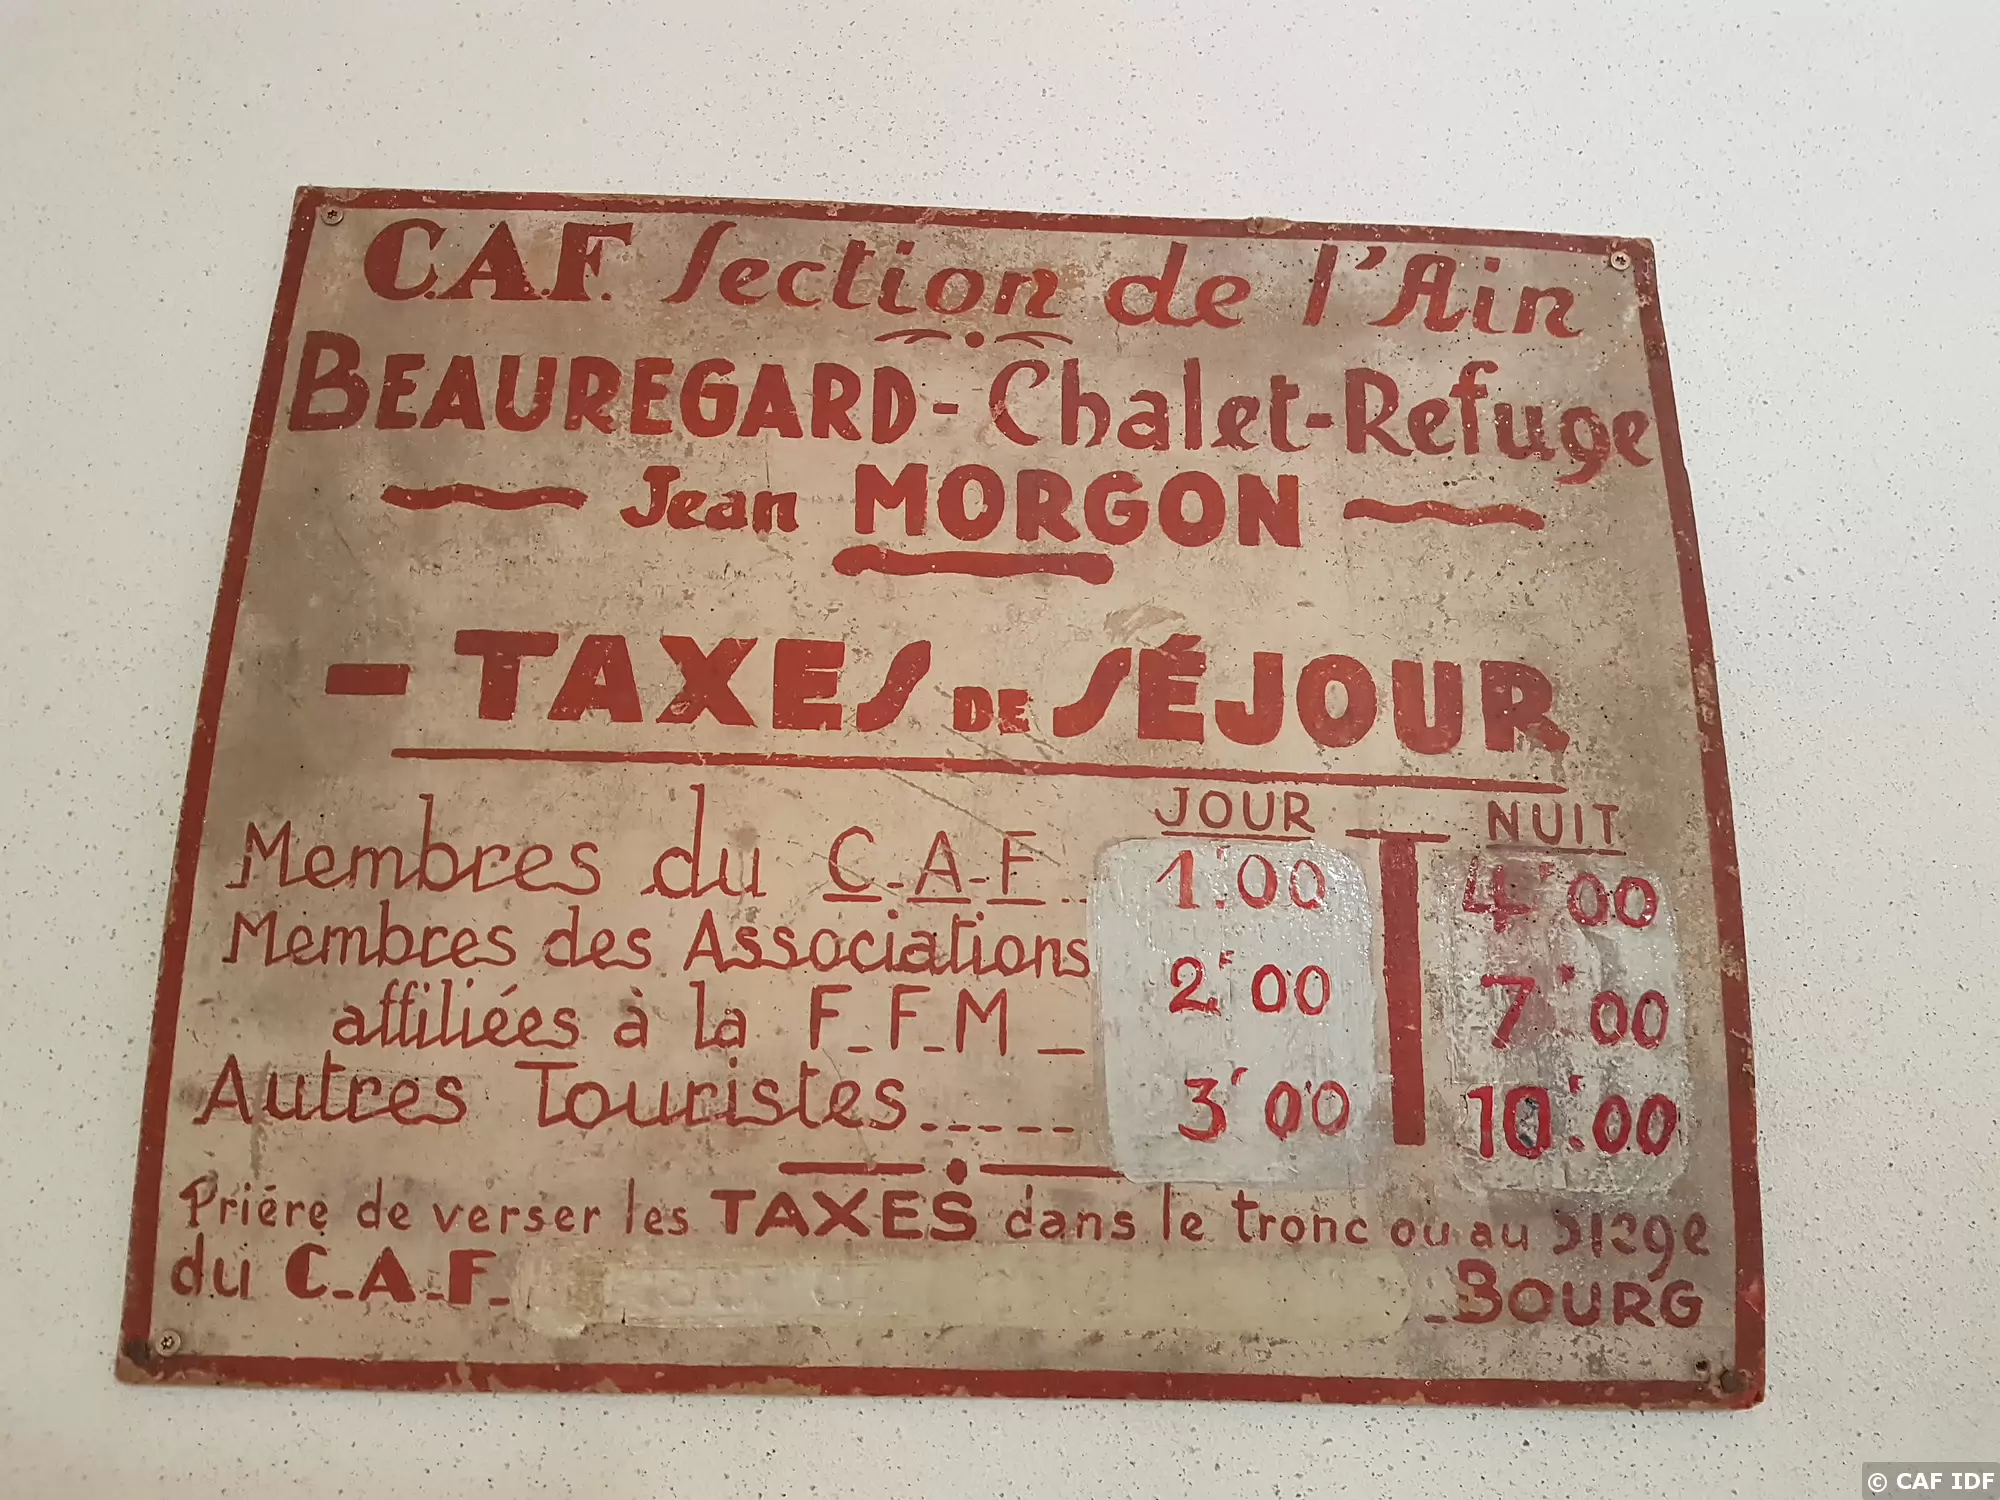 C.A.F. Section de l'Ain
BEAUREGARD - Chalet-Refuge
Jean MORGON
- TAXES DE SÉJOUR
JOUR NUIT
Membres du C.A.F... 1'00 4'00
Membres des Associations
affiliées à la F.F.M _ 2'00 7'00
Autres Touristes..... 3'00 10'.00
Priére de verser les TAXES dans le tronc ou au siège
du C.A.F. _BOURG
© CAF IDF